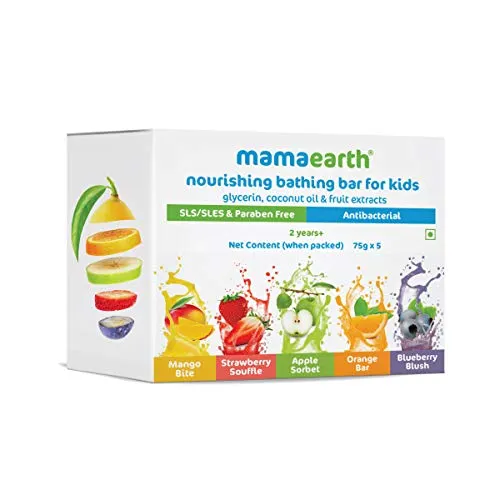 mamaearth®
nourishing bathing bar for kids
glycerin, coconut oil & fruit extracts
SLS/SLES & Paraben Free Antibacterial
2 years+
Net Content (when packed) 75g x 5
Mango Bite
Strawberry Souffle
Apple Sorbet
Orange Bar
Blueberry Blush